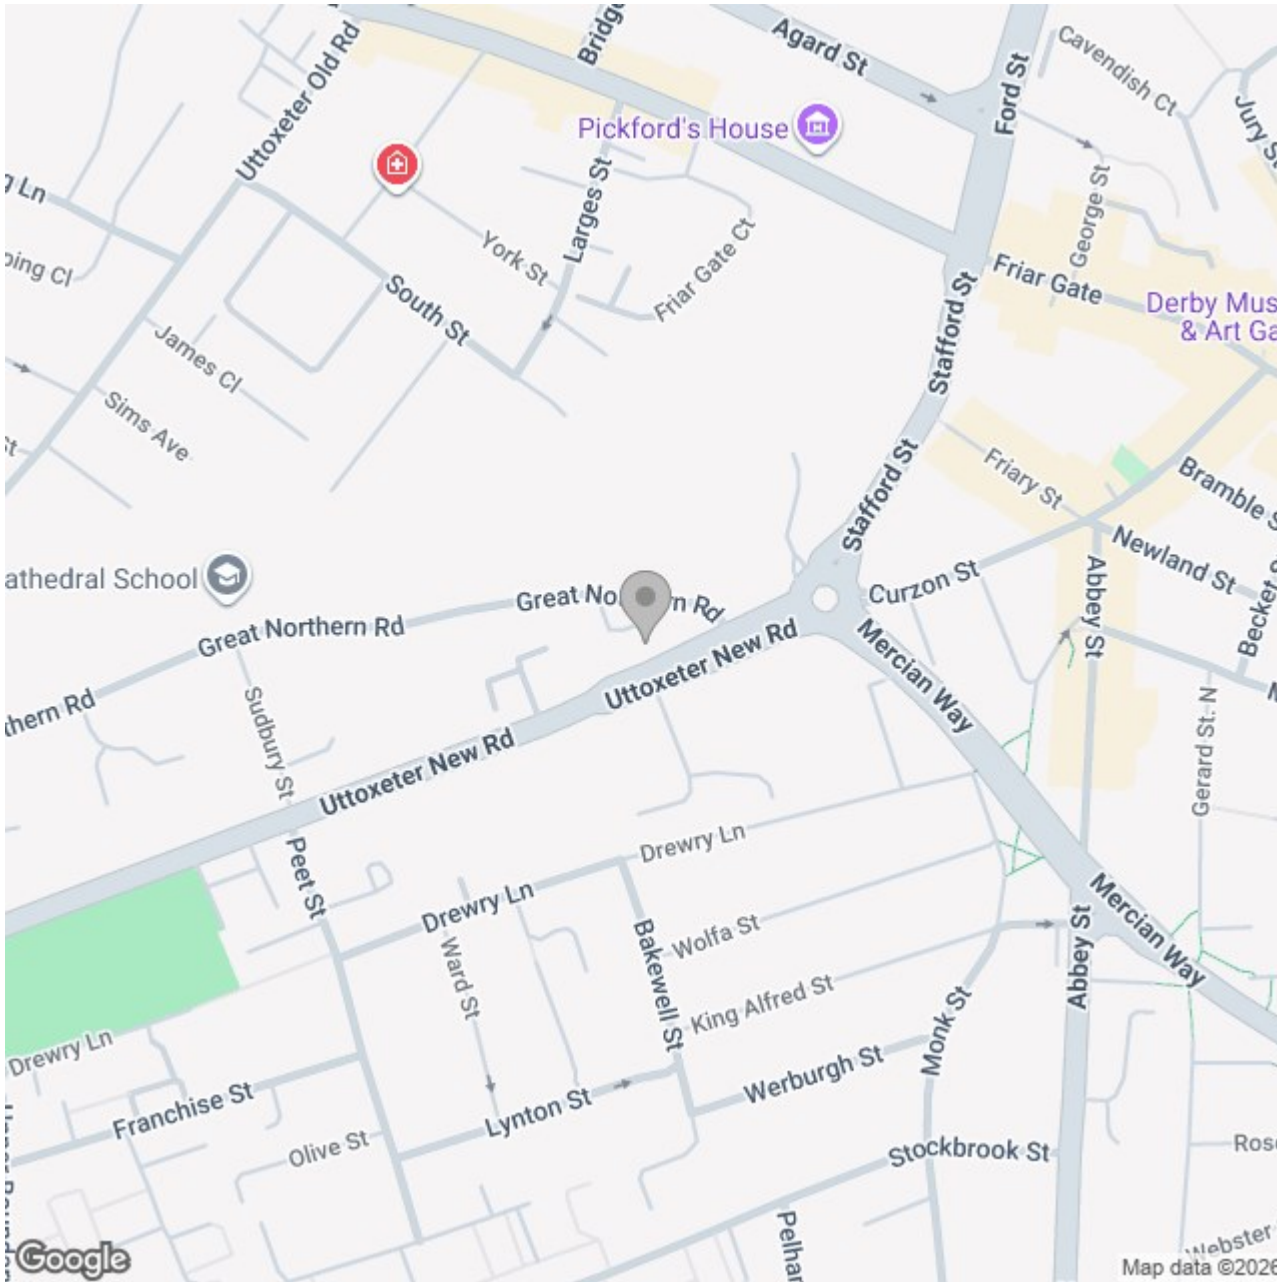 Uttoxeter Old Rd
Agard St
Ford St
Cavendish Ct
Pickford's House
Larges St
York St
George St
South St
Friar Gate Ct
Friar Gate
Stafford St
Derby Mus
& Art Ga
James Cl
Sims Ave
Stafford St
Friary St
Bramble S
Newland St
athedral School
Great Northern Rd
Great No rn Rd
Curzon St
Abbey St
Becket S
Uttoxeter New Rd
Mercian Way
thern Rd
Sudbury St
Gerard St. N
Uttoxeter New Rd
Drewry Ln
Peet St
Drewry Ln
Bakewell St
Wolfa St
Mercian Way
Abbey St
Ward St
King Alfred St
Monk St
Drewry Ln
Werburgh St
Franchise St
Lynton St
Olive St
Stockbrook St
Webster
Google
Map data ©2026